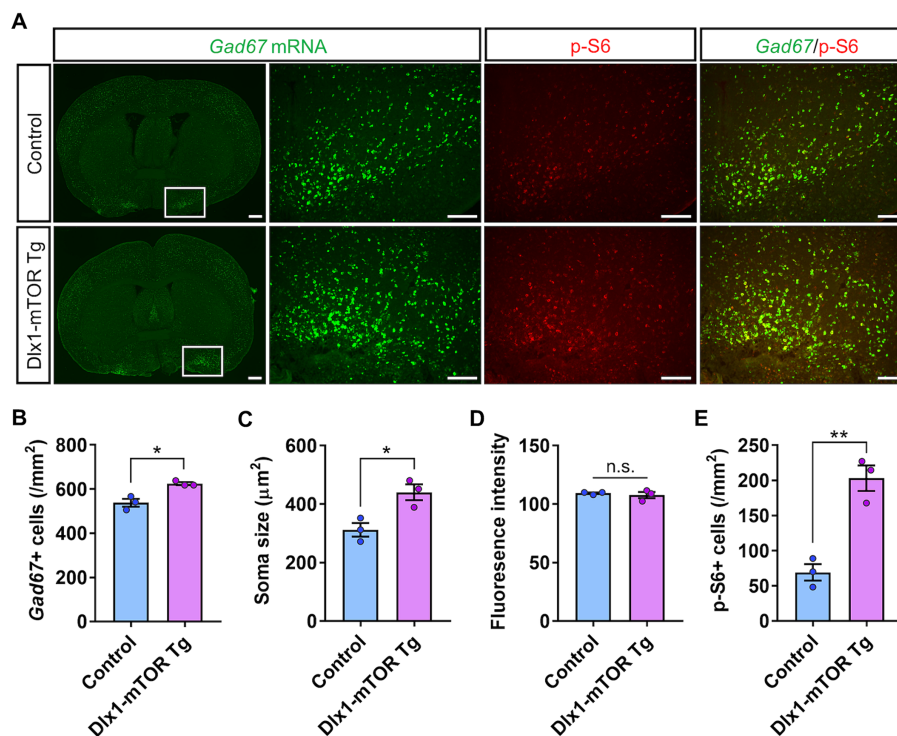 A
Gad67 mRNA
p-S6
Gad67/p-S6
Control
Dlx1-mTOR Tg
B
Gad67+ cells (/mm²)
800
600
400
200
0
*
Control
Dlx1-mTOR Tg
C
Soma size (μm²)
600
400
200
0
*
Control
Dlx1-mTOR Tg
D
Fluoresence intensity
150
100
50
0
n.s.
Control
Dlx1-mTOR Tg
E
p-S6+ cells (/mm²)
250
200
150
100
50
0
**
Control
Dlx1-mTOR Tg